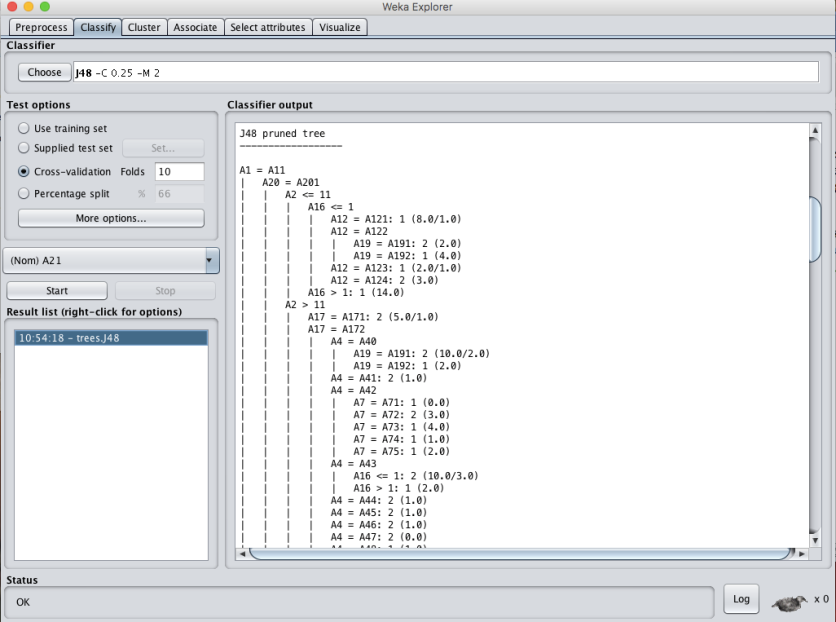 Weka Explorer
Preprocess Classify Cluster Associate Select attributes Visualize
Classifier
Choose J48 -C 0.25 -M 2
Test options
Use training set
Supplied test set Set...
Cross-validation Folds 10
Percentage split % 66
More options...
(Nom) A21
Start Stop
Result list (right-click for options)
10:54:18 - trees.J48
Classifier output
J48 pruned tree
------------------
A1 = A11
| A20 = A201
| | A2 <= 11
| | | A16 <= 1
| | | | A12 = A121: 1 (8.0/1.0)
| | | | A12 = A122
| | | | | A19 = A191: 2 (2.0)
| | | | | A19 = A192: 1 (4.0)
| | | | A12 = A123: 1 (2.0/1.0)
| | | | A12 = A124: 2 (3.0)
| | | A16 > 1: 1 (14.0)
| | A2 > 11
| | | A17 = A171: 2 (5.0/1.0)
| | | A17 = A172
| | | | A4 = A40
| | | | | A19 = A191: 2 (10.0/2.0)
| | | | | A19 = A192: 1 (2.0)
| | | | A4 = A41: 2 (1.0)
| | | | A4 = A42
| | | | | A7 = A71: 1 (0.0)
| | | | | A7 = A72: 2 (3.0)
| | | | | A7 = A73: 1 (4.0)
| | | | | A7 = A74: 1 (1.0)
| | | | | A7 = A75: 1 (2.0)
| | | | A4 = A43
| | | | | A16 <= 1: 2 (10.0/3.0)
| | | | | A16 > 1: 1 (2.0)
| | | | A4 = A44: 2 (1.0)
| | | | A4 = A45: 2 (1.0)
| | | | A4 = A46: 2 (1.0)
| | | | A4 = A47: 2 (0.0)
Status
OK
Log x 0